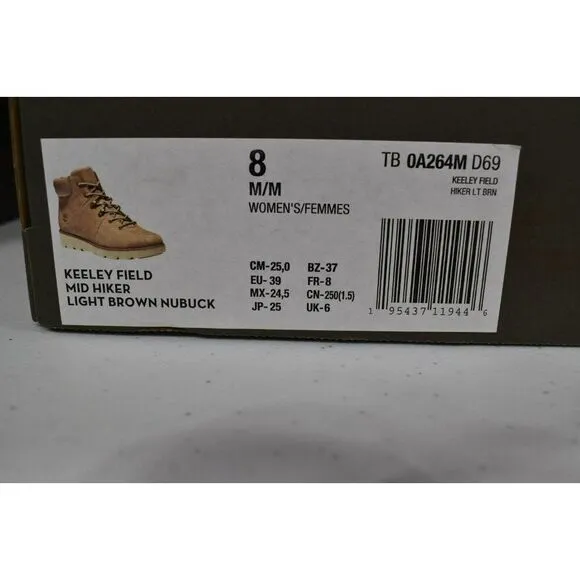 8
M/M
WOMEN'S/FEMMES
TB 0A264M D69
KEELEY FIELD
HIKER LT BRN
KEELEY FIELD
MID HIKER
LIGHT BROWN NUBUCK
CM-25,0 BZ-37
EU-39 FR-8
MX-24,5 CN-250(1.5)
JP-25 UK-6
1 95437 11944 6